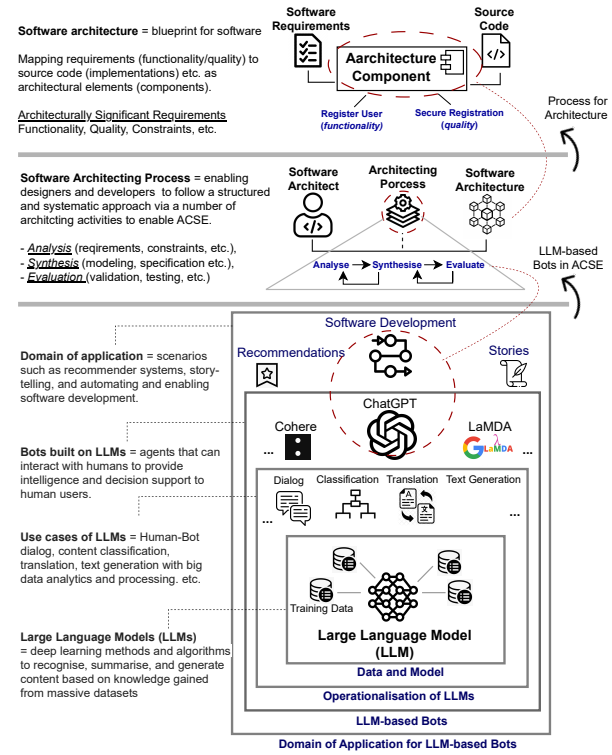 Software architecture = blueprint for software
Mapping requirements (functionality/quality) to
source code (implementations) etc. as
architectural elements (components).
Architecturally Significant Requirements
Functionality, Quality, Constraints, etc.
Software
Requirements
Source
Code
Aarchitecture
Component
Register User
(functionality)
Secure Registration
(quality)
Process for
Architecture
Software Architecting Process = enabling
designers and developers to follow a structured
and systematic approach via a number of
architcting activities to enable ACSE.
- Analysis (reqirements, constraints, etc.),
- Synthesis (modeling, specification etc.),
- Evaluation (validation, testing, etc.)
Software
Architect
Architecting
Porcess
Software
Architecture
Analyse
Synthesise
Evaluate
LLM-based
Bots in ACSE
Domain of application = scenarios
such as recommender systems, story-
telling, and automating and enabling
software development.
Bots built on LLMs = agents that can
interact with humans to provide
intelligence and decision support to
human users.
Use cases of LLMs = Human-Bot
dialog, content classification,
translation, text generation with big
data analytics and processing. etc.
Large Language Models (LLMs)
= deep learning methods and algorithms
to recognise, summarise, and generate
content based on knowledge gained
from massive datasets
Software Development
Recommendations
Stories
ChatGPT
Cohere
LaMDA
...
LaMDA
...
Dialog
Classification
Translation
Text Generation
...
A
文
...
Training Data
Large Language Model
(LLM)
Data and Model
Operationalisation of LLMs
LLM-based Bots
Domain of Application for LLM-based Bots